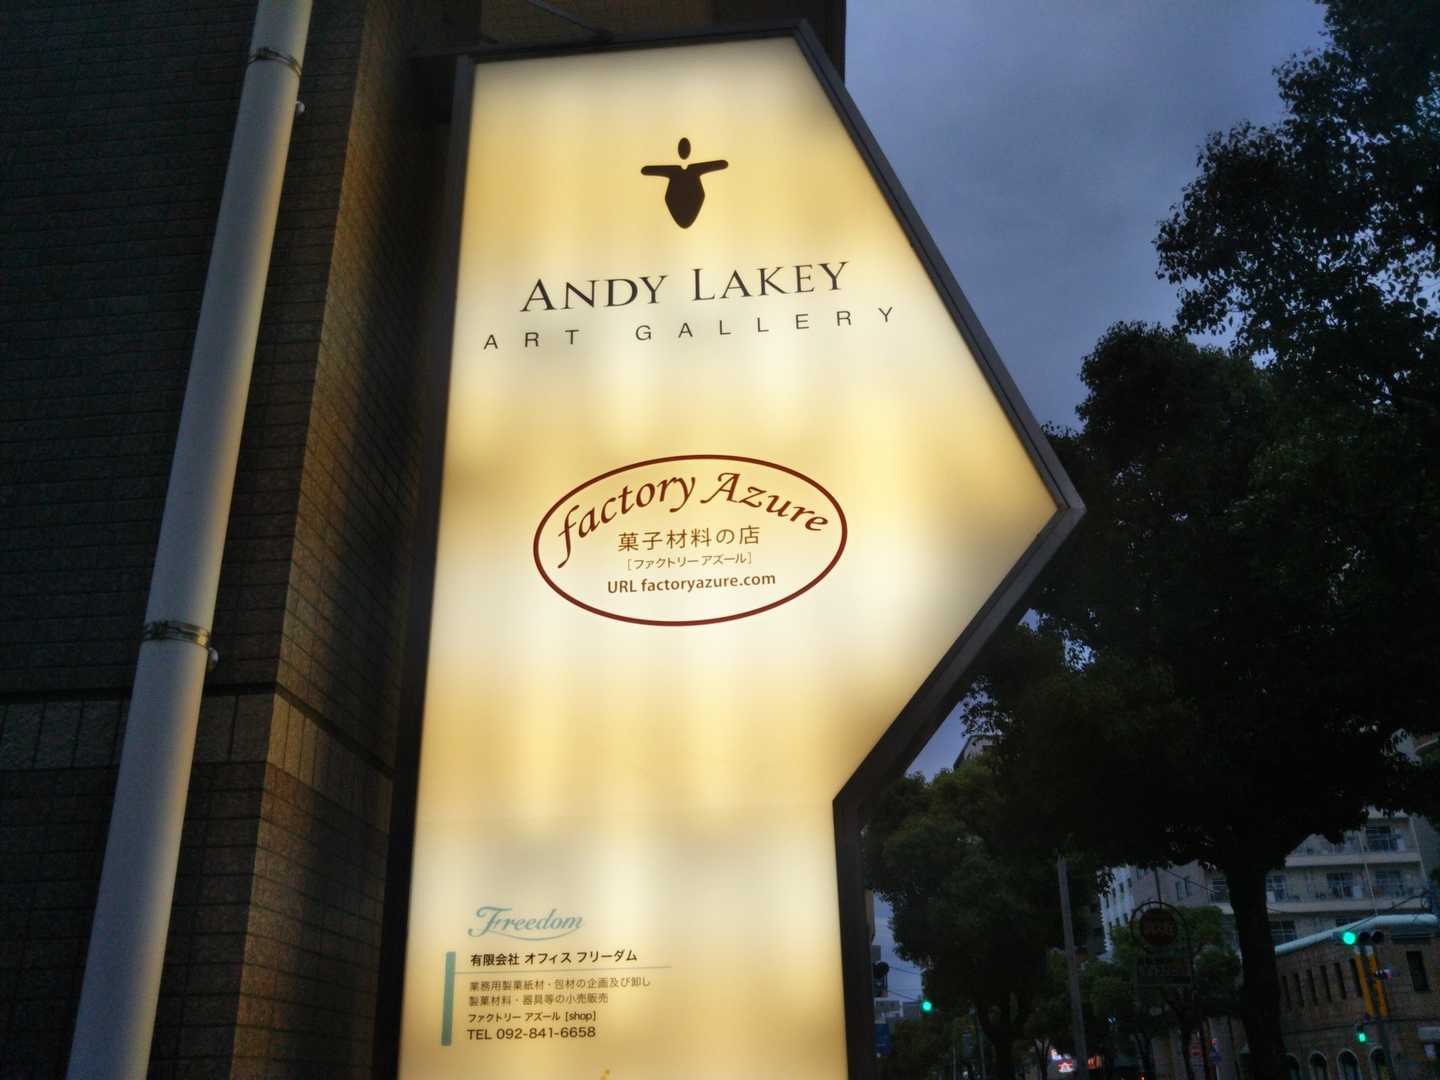 ANDY LAKEY
ART GALLERY
factory Azure
菓子材料の店
[ファクトリー アズール]
URL factoryazure.com
Freedom
有限会社 オフィス フリーダム
業務用製菓紙材・包材の企画及び卸し
製菓材料・器具等の小売販売
ファクトリー アズール [shop]
TEL 092-841-6658